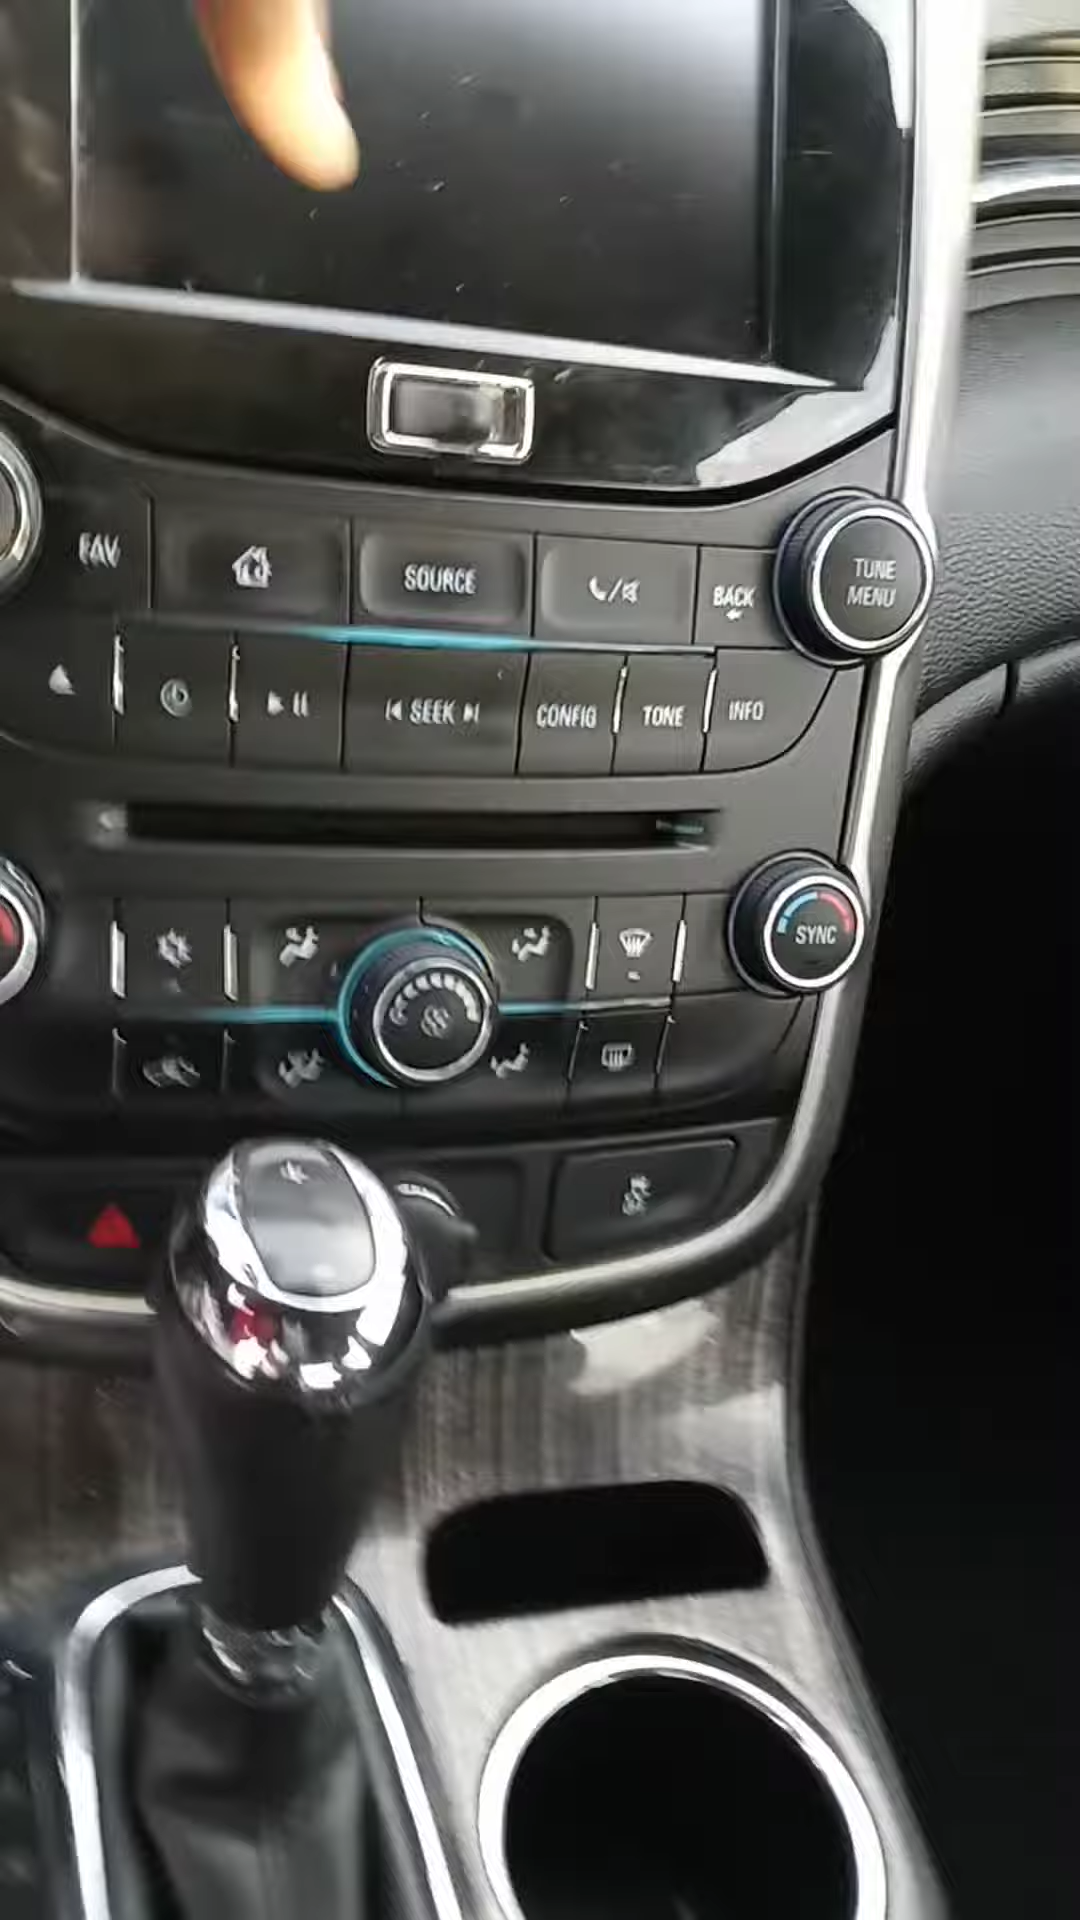 FAV
SOURCE
BACK
TUNE
MENU
SEEK
CONFIG
TONE
INFO
SYNC